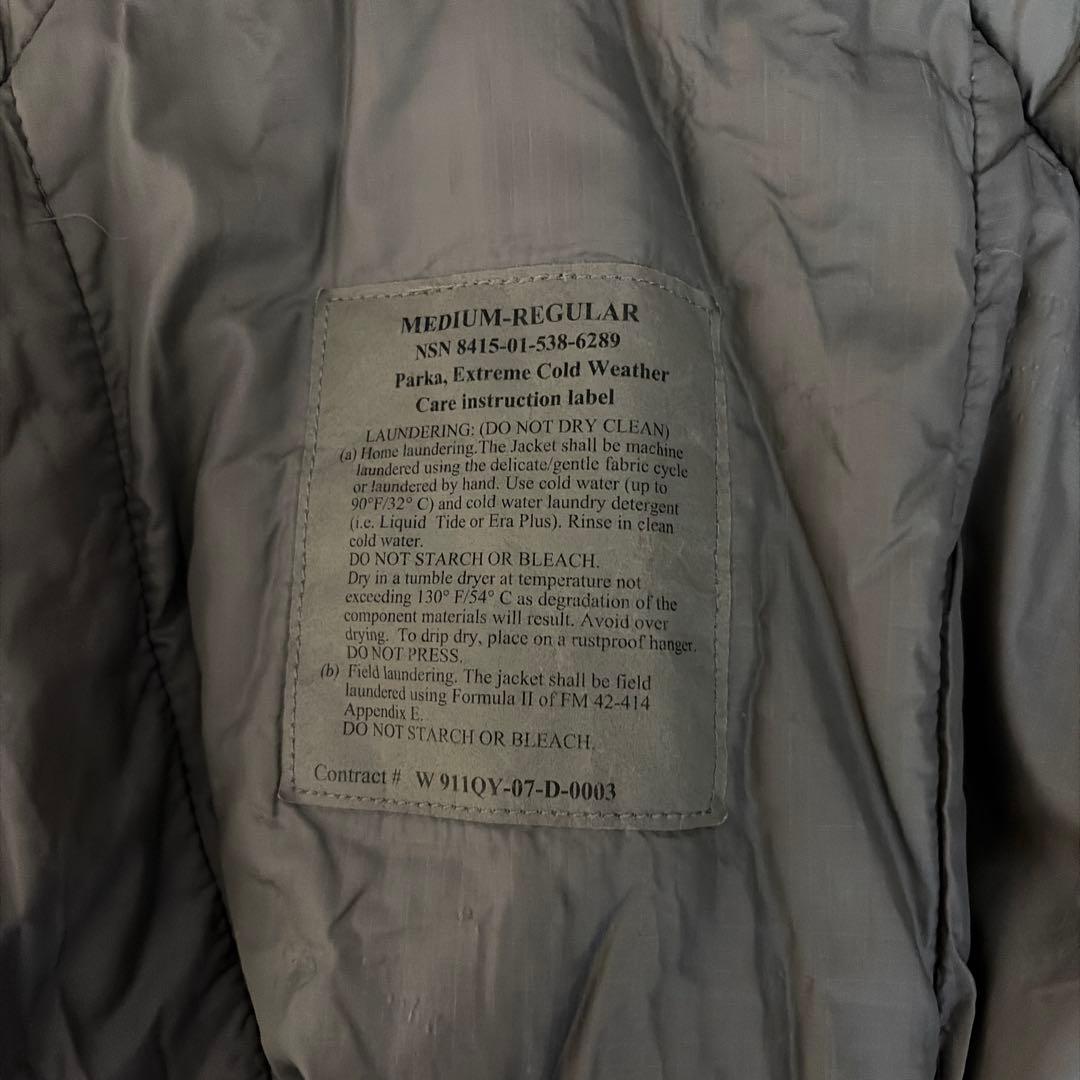 MEDIUM-REGULAR
NSN 8415-01-538-6289
Parka, Extreme Cold Weather
Care instruction label
LAUNDERING: (DO NOT DRY CLEAN)
(a) Home laundering.The Jacket shall be machine
laundered using the delicate/gentle fabric cycle
or laundered by hand. Use cold water (up to
90°F/32° C) and cold water laundry detergent
(i.e. Liquid Tide or Era Plus). Rinse in clean
cold water.
DO NOT STARCH OR BLEACH.
Dry in a tumble dryer at temperature not
exceeding 130° F/54° C as degradation of the
component materials will result. Avoid over
drying. To drip dry, place on a rustproof hanger.
DO NOT PRESS.
(b) Field laundering. The jacket shall be field
laundered using Formula II of FM 42-414
Appendix E.
DO NOT STARCH OR BLEACH.
Contract # W 911QY-07-D-0003